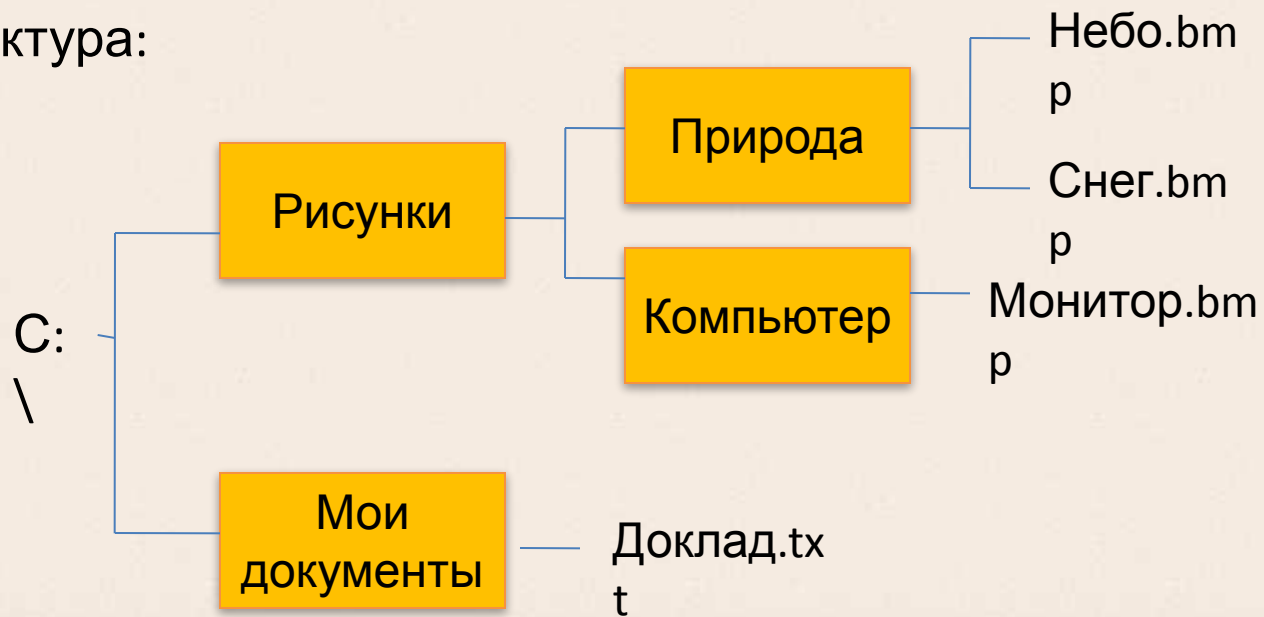 ктура:
Небо.bm
p
Природа
Снег.bm
p
Рисунки
Компьютер
Монитор.bm
p
С:
\
Мои
документы
Доклад.tx
t